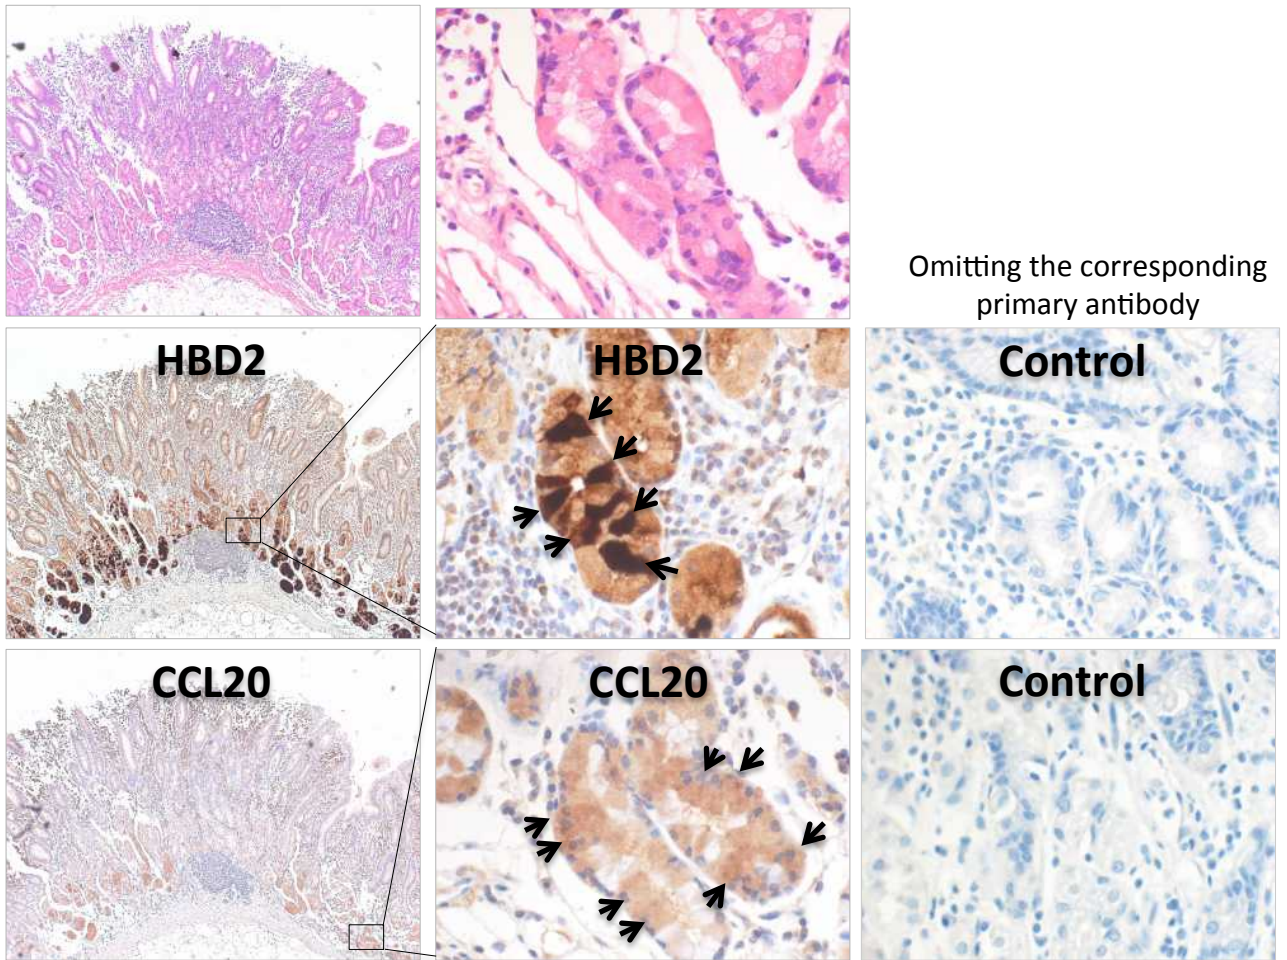 Omitting the corresponding
primary antibody
HBD2
HBD2
Control
CCL20
CCL20
Control